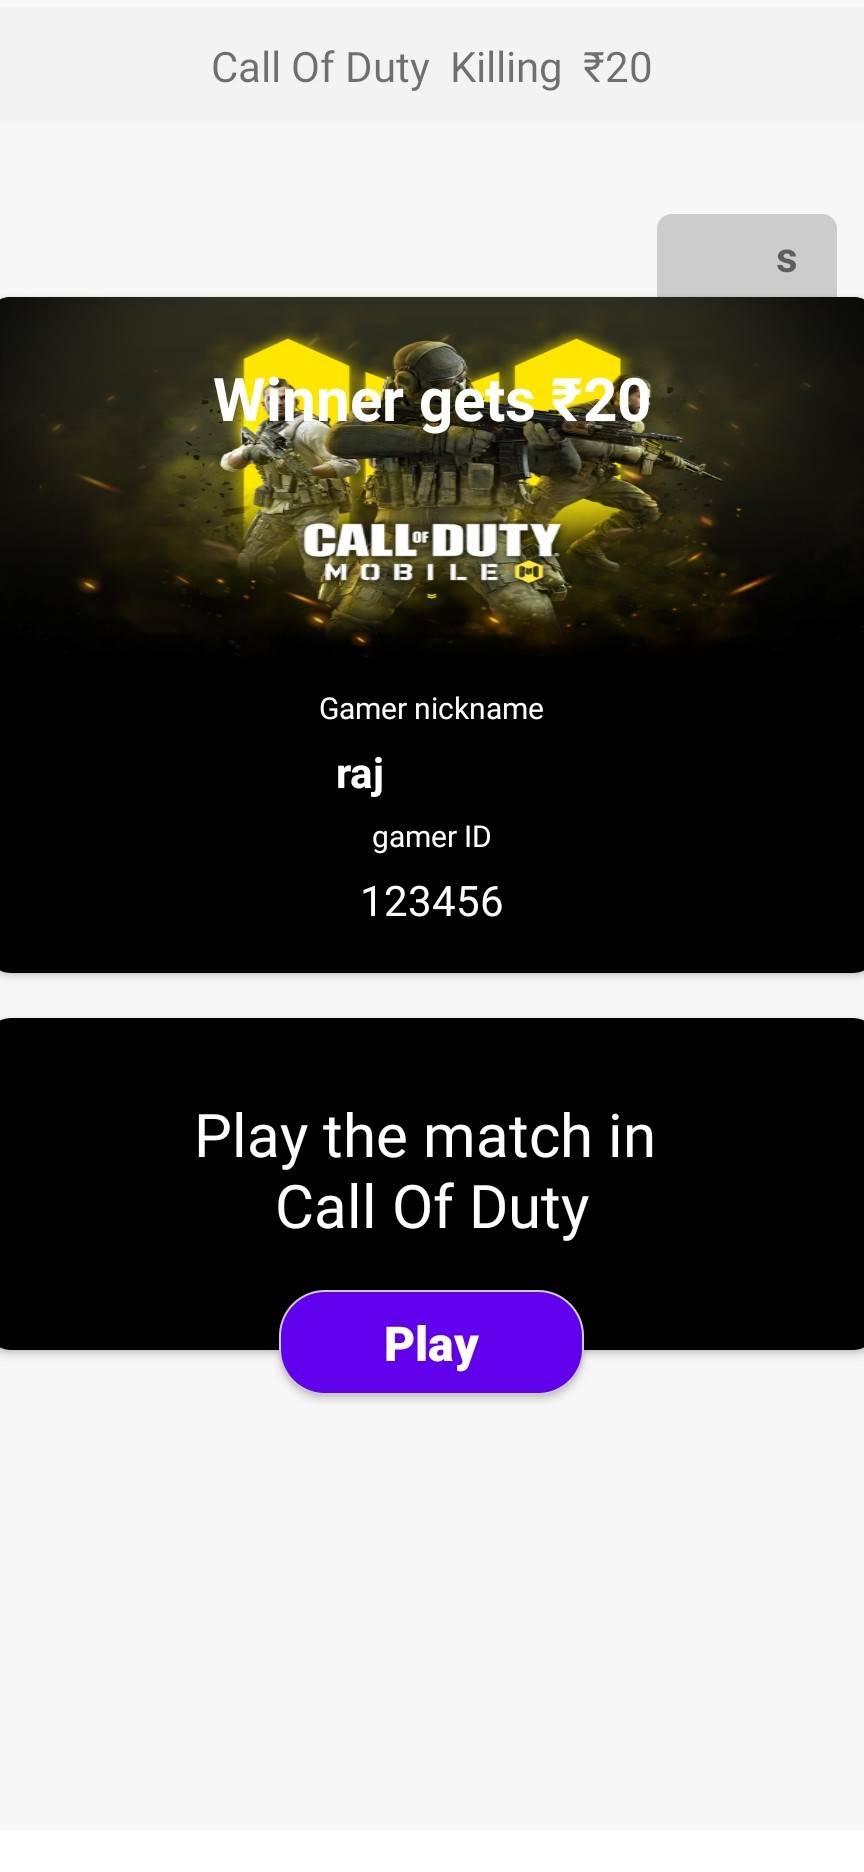 Call Of Duty Killing ₹20
s
Winner gets ₹20
CALL OF DUTY
MOBILE
Gamer nickname
raj
gamer ID
123456
Play the match in
Call Of Duty
Play